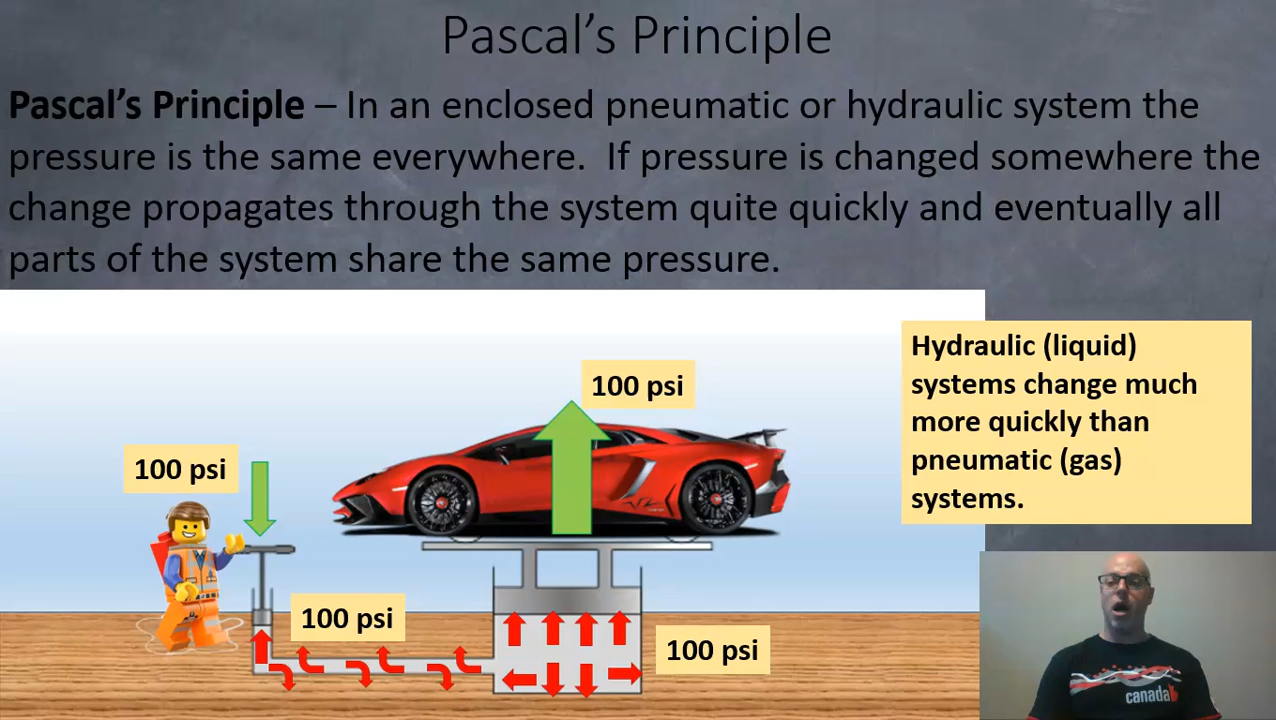 Pascal's Principle
Pascal's Principle – In an enclosed pneumatic or hydraulic system the
pressure is the same everywhere.  If pressure is changed somewhere the
change propagates through the system quite quickly and eventually all
parts of the system share the same pressure.
Hydraulic (liquid)
systems change much
more quickly than
pneumatic (gas)
systems.
100 psi
100 psi
100 psi
100 psi
canada